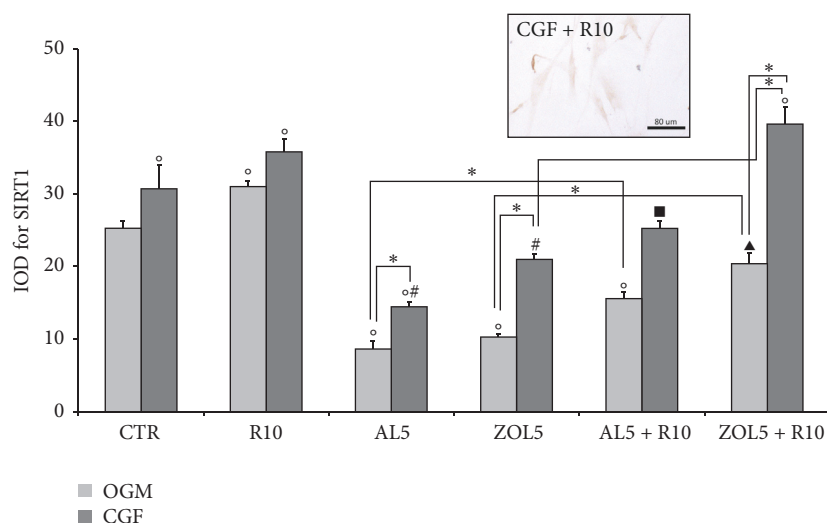 CGF + R10
80 um
IOD for SIRT1
50
40
30
20
10
0
* * * * * *
# #
CTR R10 AL5 ZOL5 AL5 + R10 ZOL5 + R10
OGM
CGF